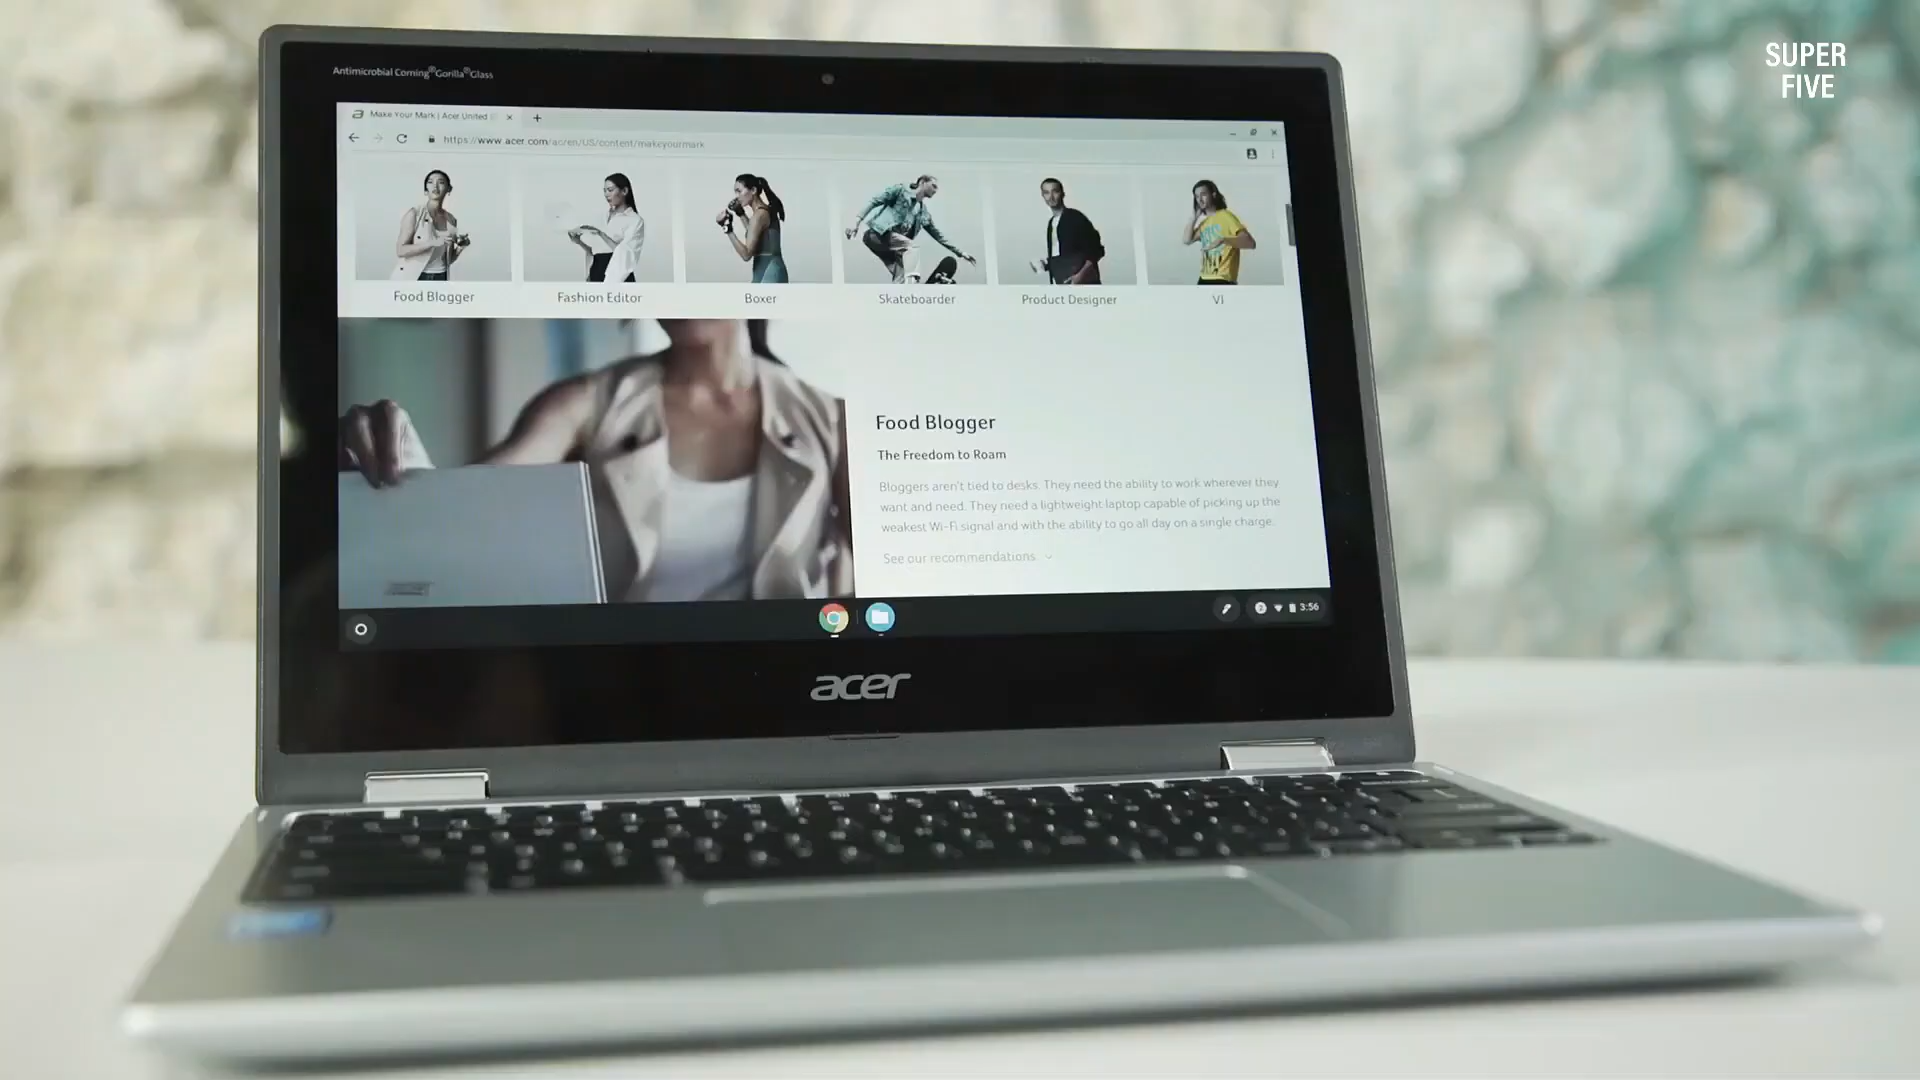 SUPER
FIVE
Antimicrobial Corning®Gorilla®Glass
Make Your Mark | Acer United
https://www.acer.com/ac/en/US/content/makeyourmark
Food Blogger
Fashion Editor
Boxer
Skateboarder
Product Designer
VJ
Food Blogger
The Freedom to Roam
Bloggers aren't tied to desks. They need the ability to work wherever they
want and need. They need a lightweight laptop capable of picking up the
weakest Wi-Fi signal and with the ability to go all day on a single charge.
See our recommendations
2
3:56
acer